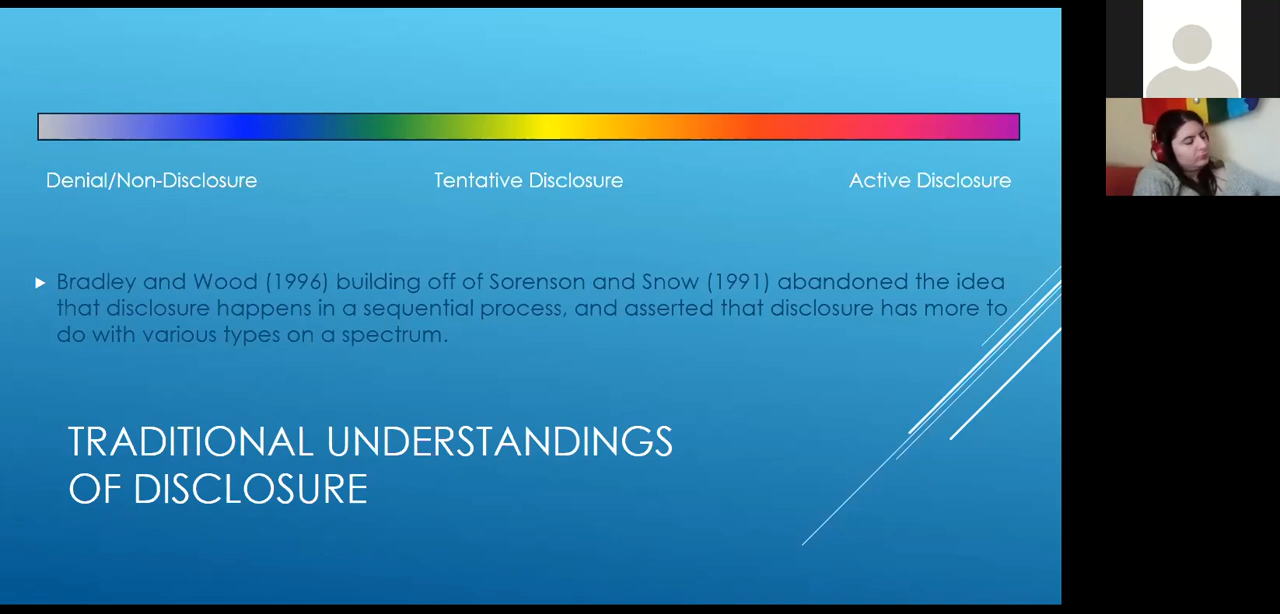 Denial/Non-Disclosure
Tentative Disclosure
Active Disclosure
Bradley and Wood (1996) building off of Sorenson and Snow (1991) abandoned the idea
that disclosure happens in a sequential process, and asserted that disclosure has more to
do with various types on a spectrum.
TRADITIONAL UNDERSTANDINGS
OF DISCLOSURE